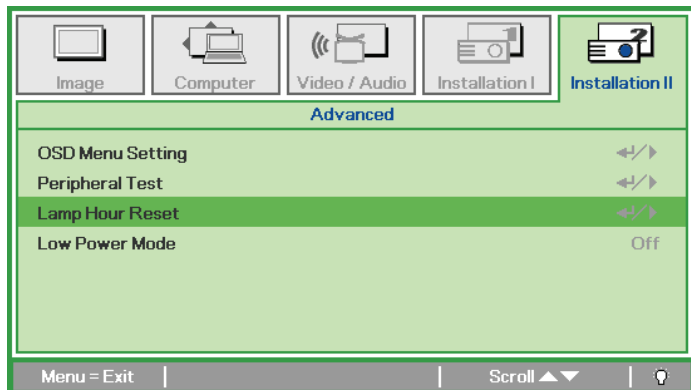 Image
Computer
Video / Audio
Installation I
Installation II
Advanced
OSD Menu Setting
Peripheral Test
Lamp Hour Reset
Low Power Mode Off
Menu = Exit Scroll ▲▼